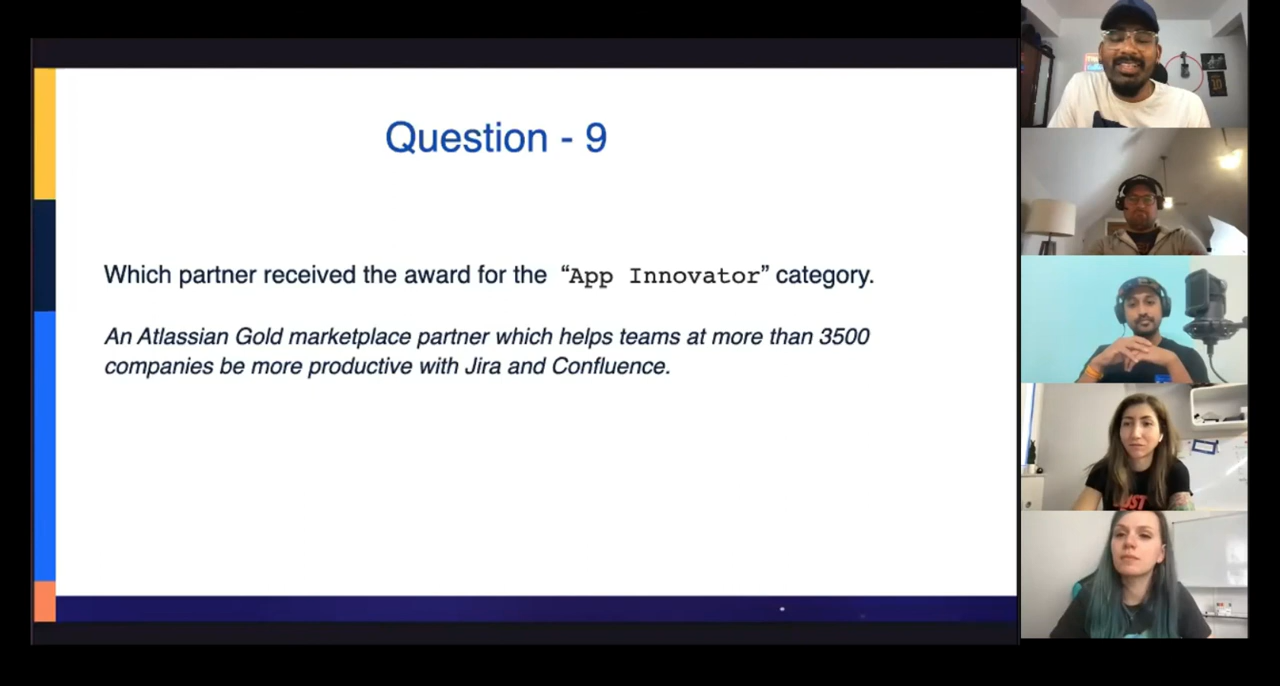 Question - 9
Which partner received the award for the “App Innovator” category.
An Atlassian Gold marketplace partner which helps teams at more than 3500
companies be more productive with Jira and Confluence.